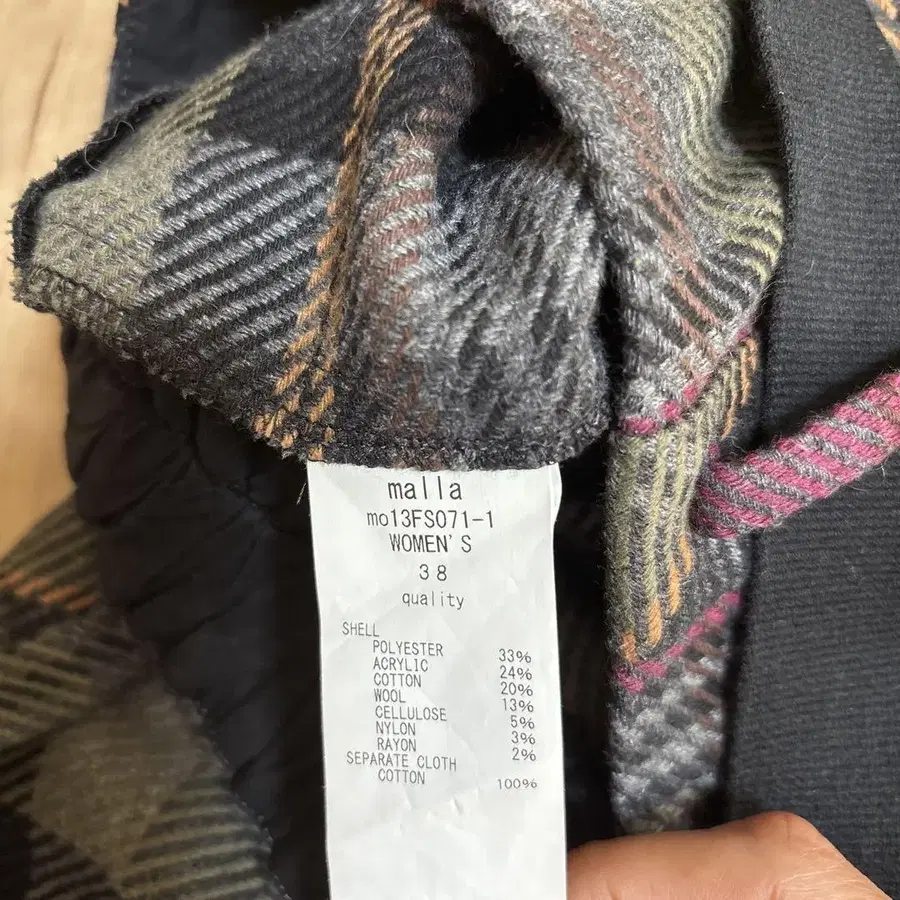 malla
mo13FS071-1
WOMEN'S
38
quality
SHELL
POLYESTER 33%
ACRYLIC 24%
COTTON 20%
WOOL 13%
CELLULOSE 5%
NYLON 3%
RAYON 2%
SEPARATE CLOTH
COTTON 100%